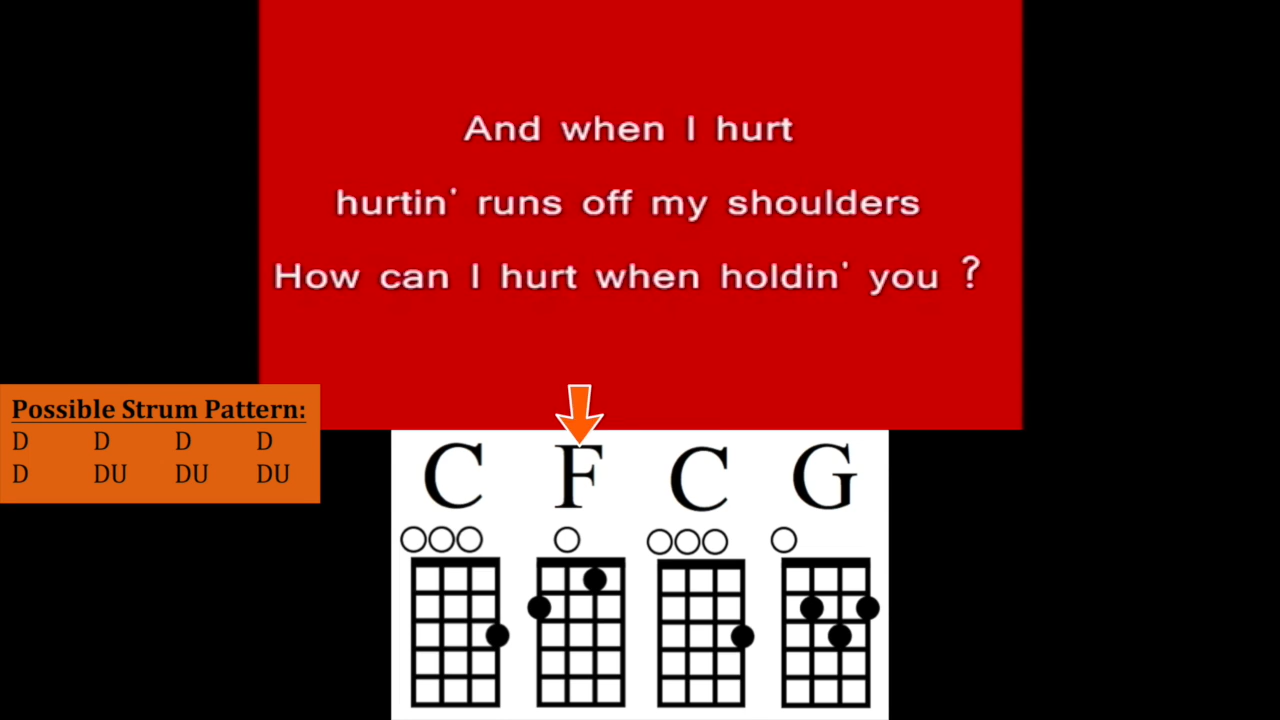 And when I hurt
hurtin' runs off my shoulders
How can I hurt when holdin' you ?
Possible Strum Pattern:
D D D D
D DU DU DU
C F C G